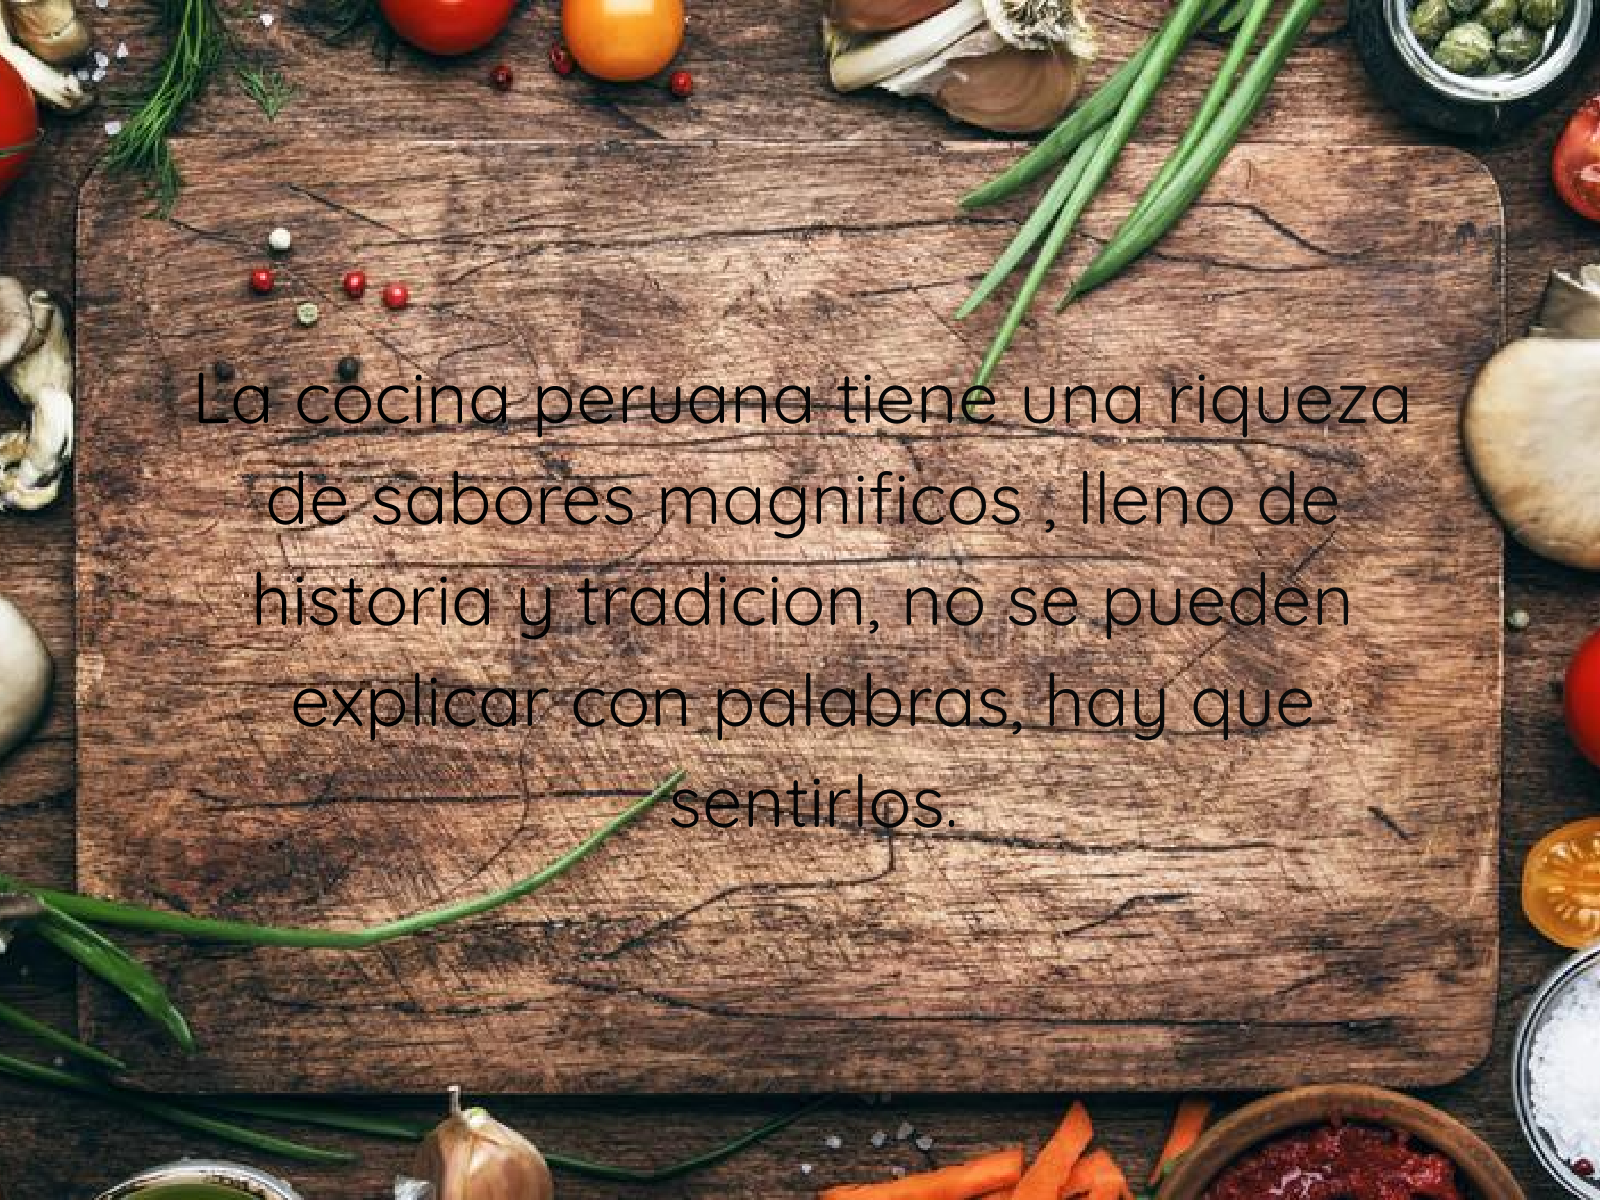 La cocina peruana tiene una riqueza
de sabores magnificos , lleno de
historia y tradicion, no se pueden
explicar con palabras, hay que
sentirlos.